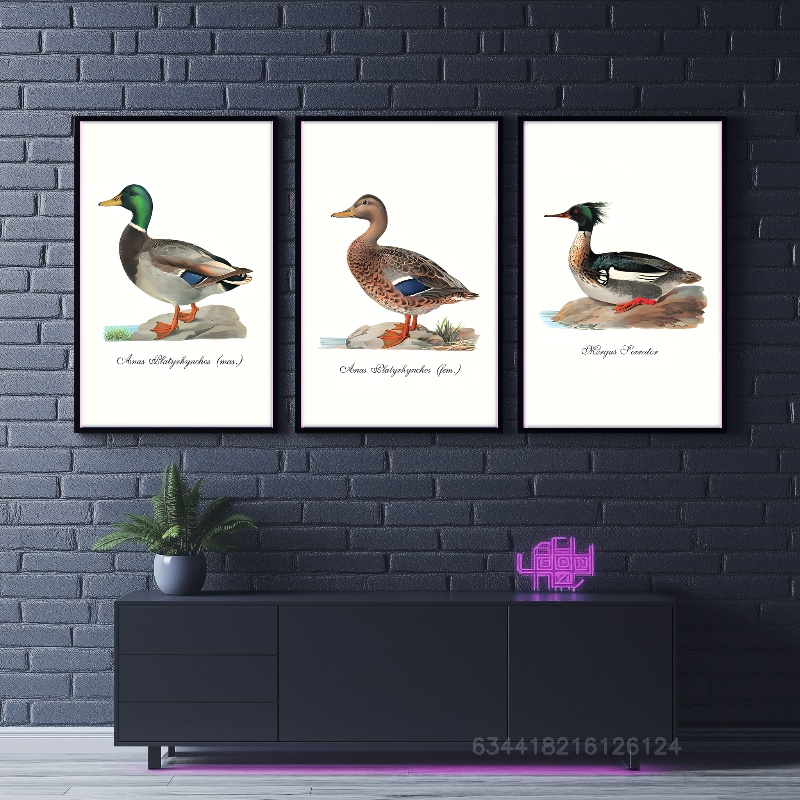 Anas Platyrhynchos (mas.)
Anas Platyrhynchos (fem.)
Mergus Serrator
634418216126124